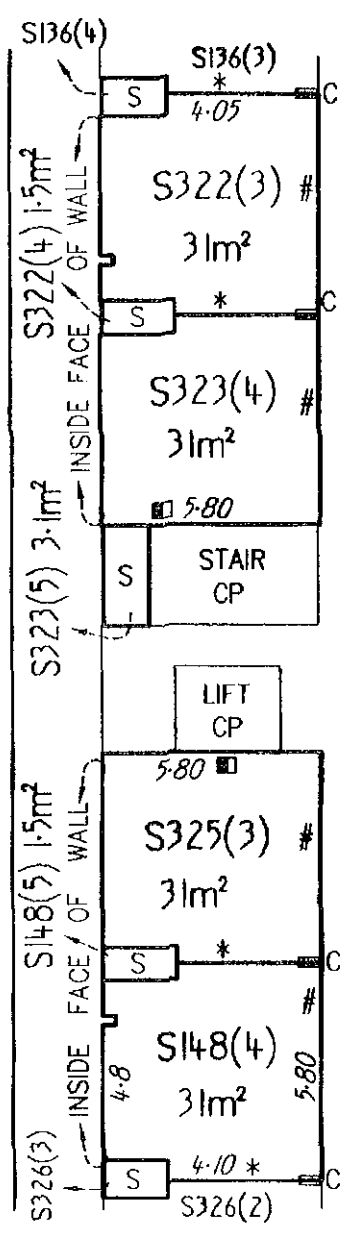 S136(4)
S136(3)
S
*
C
4.05
S322(3)
#
31m²
S322(4) 1.5m²
INSIDE FACE OF WALL
S
*
C
S323(4)
#
31m²
5.80
S323(5) 3.1m²
S
STAIR
CP
LIFT
CP
5.80
S325(3)
#
31m²
S148(5) 1.5m²
INSIDE FACE OF WALL
S
*
C
#
S148(4)
4.8
5.80
31m²
S326(3)
S
4.10 *
C
S326(2)